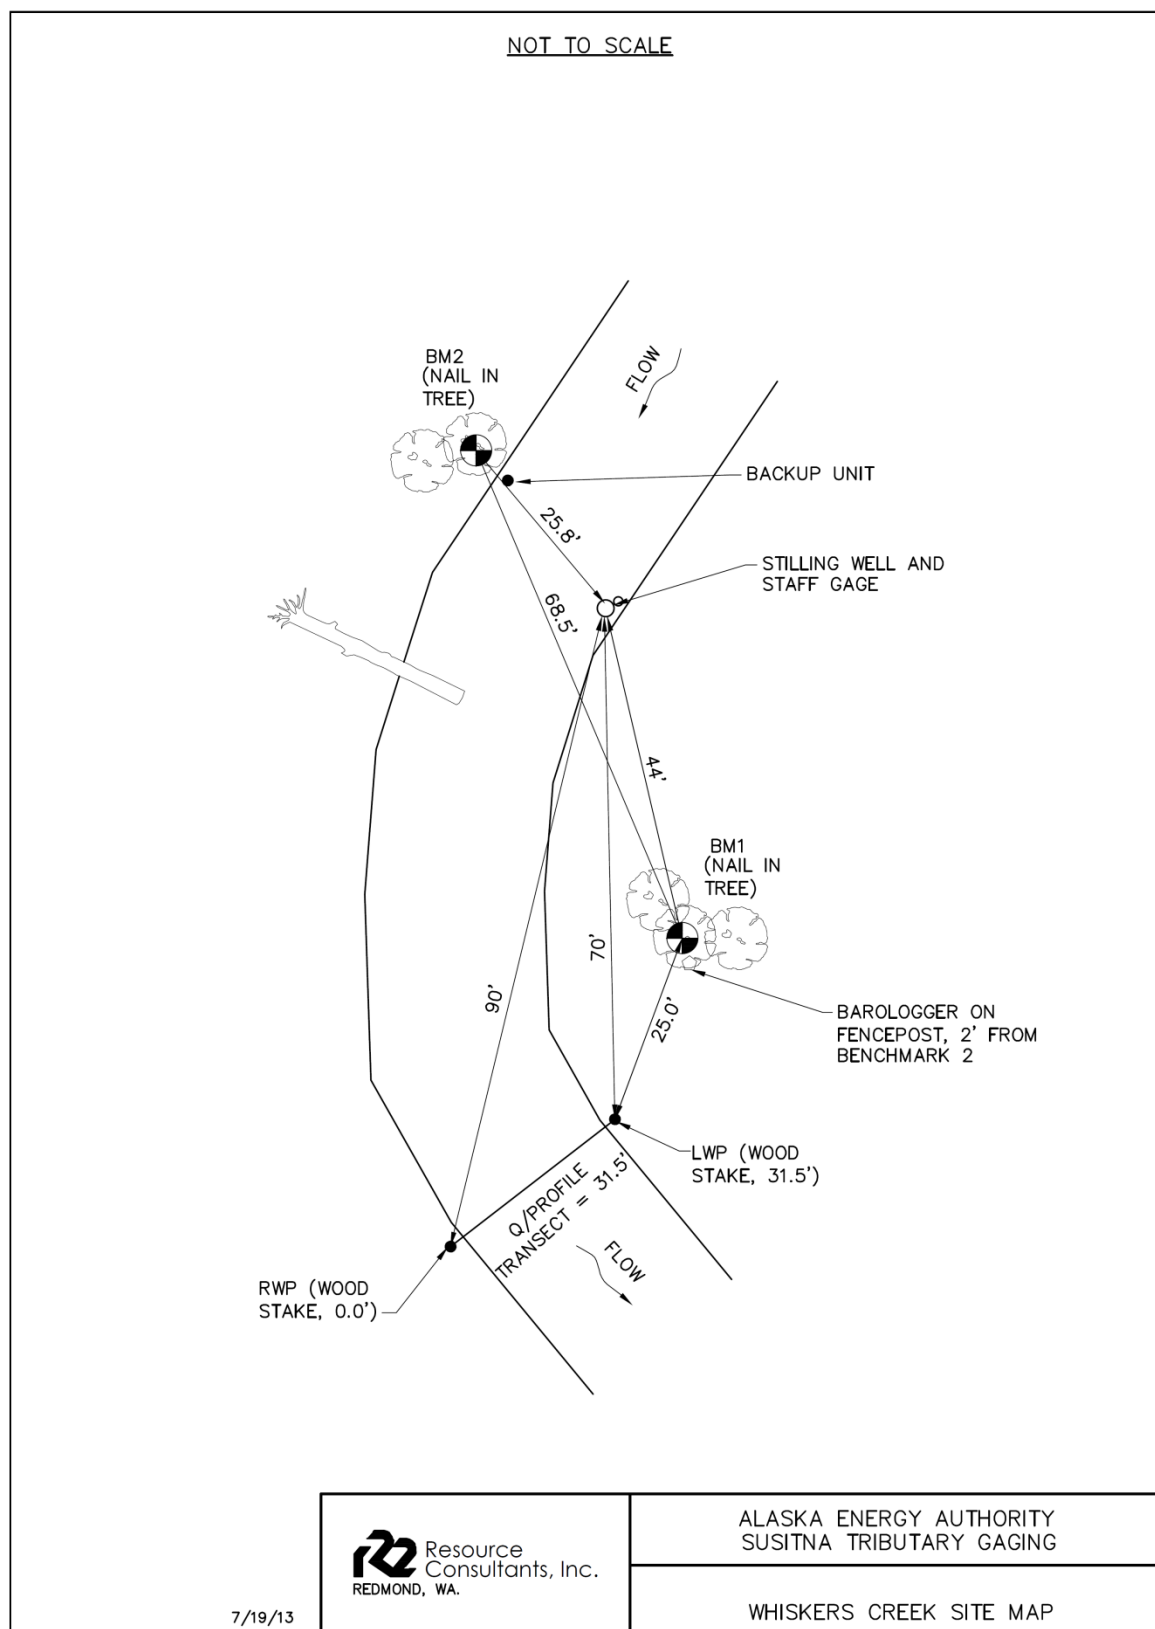 NOT TO SCALE
BM2
(NAIL IN
TREE)
FLOW
BACKUP UNIT
25.8'
STILLING WELL AND
STAFF GAGE
68.5'
44'
BM1
(NAIL IN
TREE)
70'
90'
25.0'
BAROLOGGER ON
FENCEPOST, 2' FROM
BENCHMARK 2
LWP (WOOD
STAKE, 31.5')
Q/PROFILE
TRANSECT = 31.5'
FLOW
RWP (WOOD
STAKE, 0.0')
R2 Resource
Consultants, Inc.
REDMOND, WA.
ALASKA ENERGY AUTHORITY
SUSITNA TRIBUTARY GAGING
WHISKERS CREEK SITE MAP
7/19/13